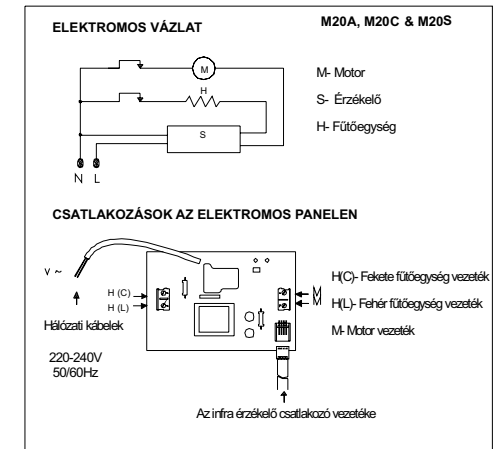 ELEKTROMOS VÁZLAT
M20A, M20C & M20S
M
H
S
N L
M- Motor
S- Érzékelő
H- Fűtőegység
CSATLAKOZÁSOK AZ ELEKTROMOS PANELEN
V ~
H (C)
H (L)
M
M
Hálózati kábelek
220-240V
50/60Hz
H(C)- Fekete fűtőegység vezeték
H(L)- Fehér fűtőegység vezeték
M- Motor vezeték
Az infra érzékelő csatlakozó vezetéke